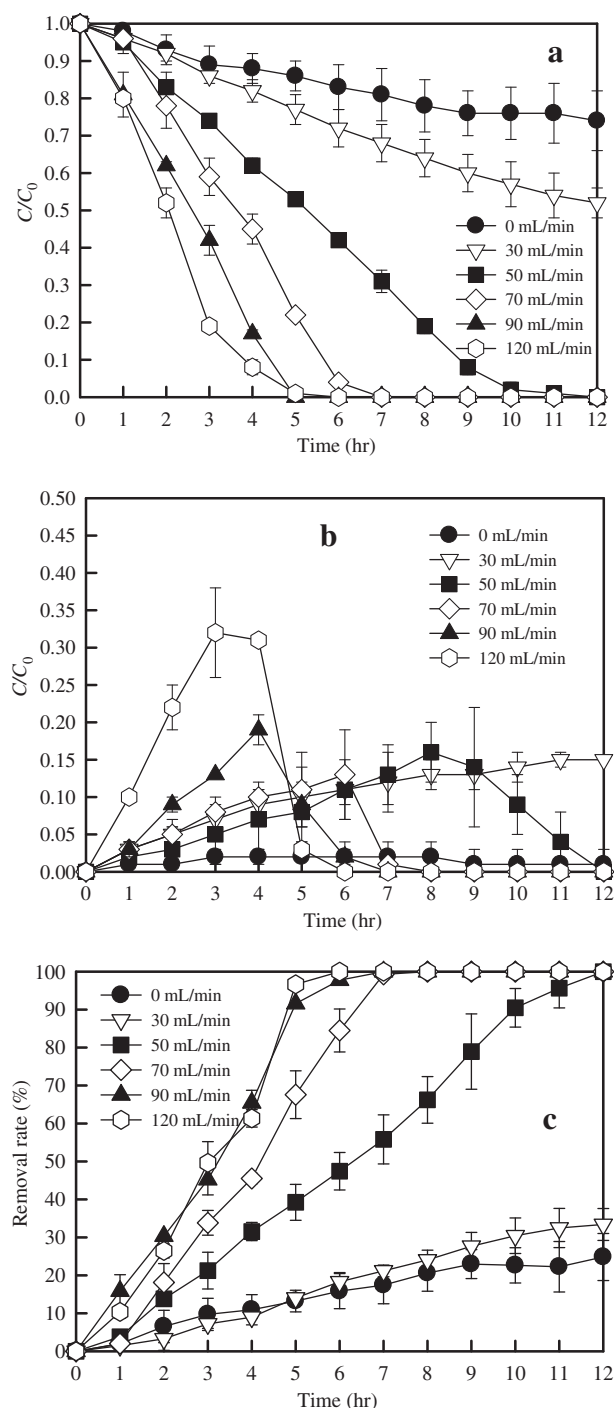 1.0
0.9
0.8
0.7
0.6
0.5
0.4
0.3
0.2
0.1
0.0
C/C0
a
0 mL/min
30 mL/min
50 mL/min
70 mL/min
90 mL/min
120 mL/min
0 1 2 3 4 5 6 7 8 9 10 11 12
Time (hr)
0.50
0.45
0.40
0.35
0.30
0.25
0.20
0.15
0.10
0.05
0.00
C/C0
b
0 mL/min
30 mL/min
50 mL/min
70 mL/min
90 mL/min
120 mL/min
0 1 2 3 4 5 6 7 8 9 10 11 12
Time (hr)
100
90
80
70
60
50
40
30
20
10
0
Removal rate (%)
0 mL/min
30 mL/min
50 mL/min
70 mL/min
90 mL/min
120 mL/min
c
0 1 2 3 4 5 6 7 8 9 10 11 12
Time (hr)